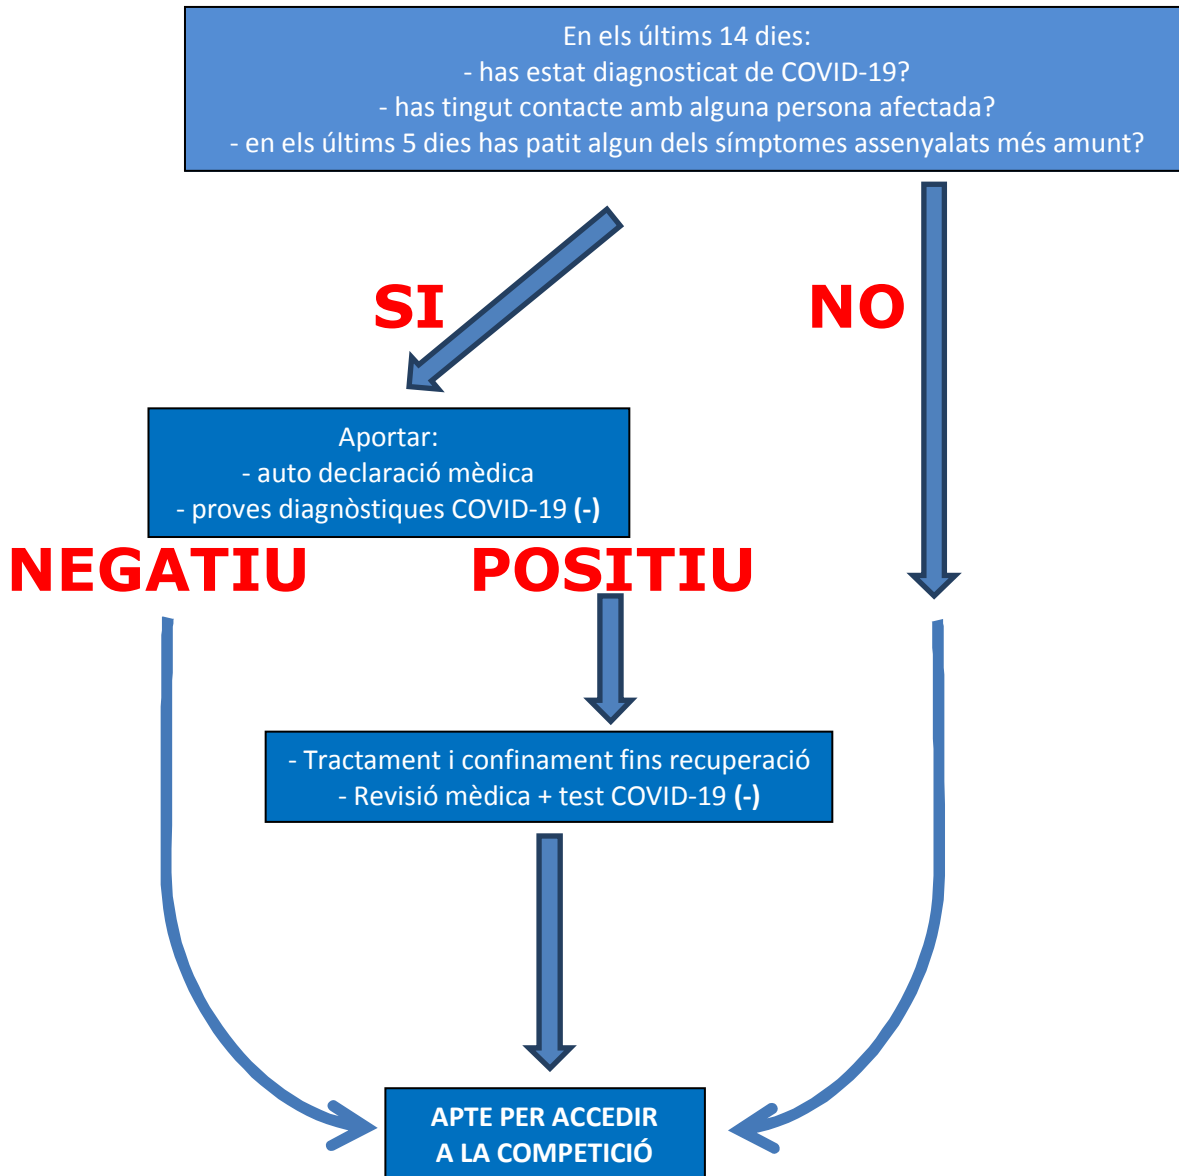 En els últims 14 dies:
- has estat diagnosticat de COVID-19?
- has tingut contacte amb alguna persona afectada?
- en els últims 5 dies has patit algun dels símptomes assenyalats més amunt?
SI
NO
Aportar:
- auto declaració mèdica
- proves diagnòstiques COVID-19 (-)
NEGATIU
POSITIU
- Tractament i confinament fins recuperació
- Revisió mèdica + test COVID-19 (-)
APTE PER ACCEDIR
A LA COMPETICIÓ